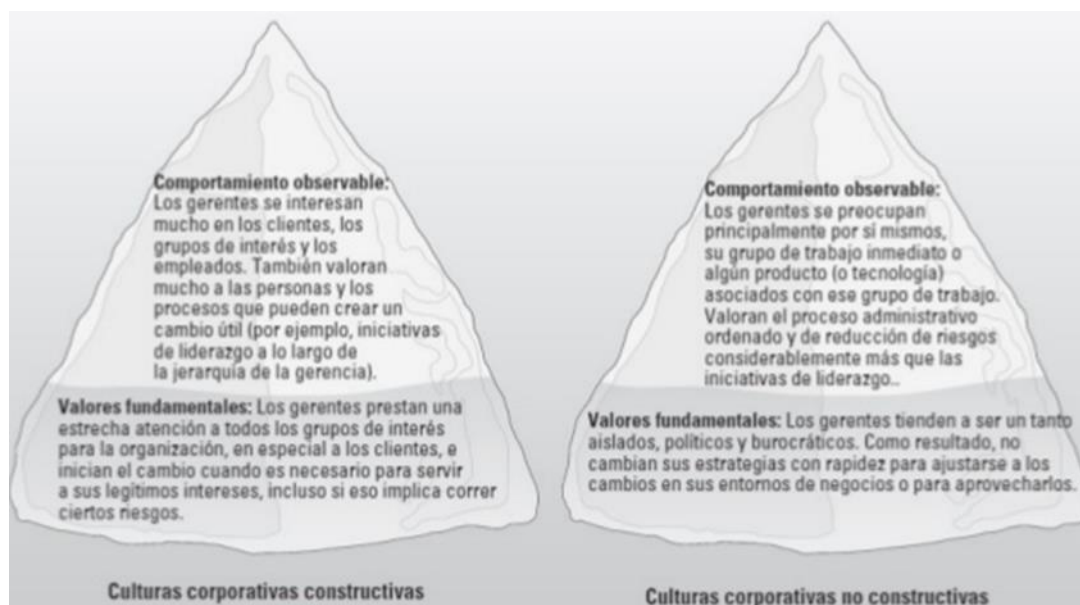 Comportamiento observable:
Los gerentes se interesan
mucho en los clientes, los
grupos de interés y los
empleados. También valoran
mucho a las personas y los
procesos que pueden crear un
cambio útil (por ejemplo, iniciativas
de liderazgo a lo largo de
la jerarquía de la gerencia).
Valores fundamentales: Los gerentes prestan una
estrecha atención a todos los grupos de interés
para la organización, en especial a los clientes, e
inician el cambio cuando es necesario para servir
a sus legítimos intereses, incluso si eso implica correr
ciertos riesgos.
Culturas corporativas constructivas
Comportamiento observable:
Los gerentes se preocupan
principalmente por sí mismos,
su grupo de trabajo inmediato o
algún producto (o tecnología)
asociados con ese grupo de trabajo.
Valoran el proceso administrativo
ordenado y de reducción de riesgos
considerablemente más que las
iniciativas de liderazgo..
Valores fundamentales: Los gerentes tienden a ser un tanto
aislados, políticos y burocráticos. Como resultado, no
cambian sus estrategias con rapidez para ajustarse a los
cambios en sus entornos de negocios o para aprovecharlos.
Culturas corporativas no constructivas